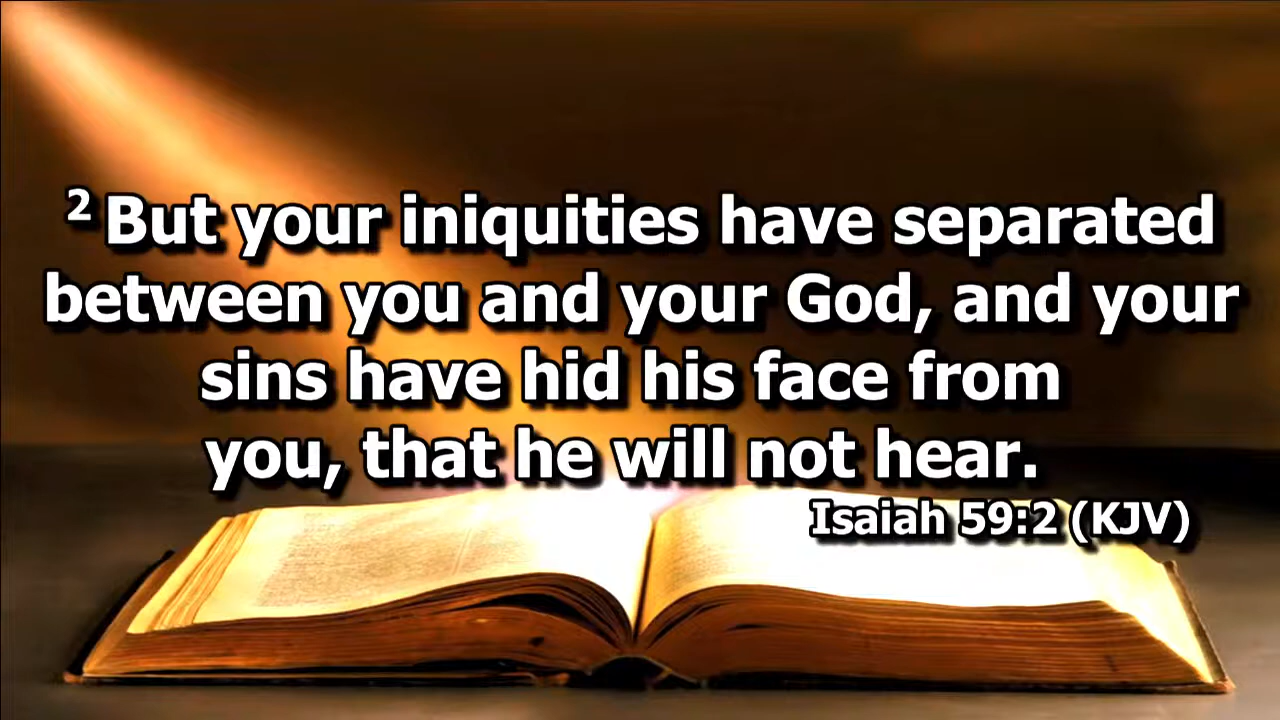 2 But your iniquities have separated
between you and your God, and your
sins have hid his face from
you, that he will not hear.
Isaiah 59:2 (KJV)